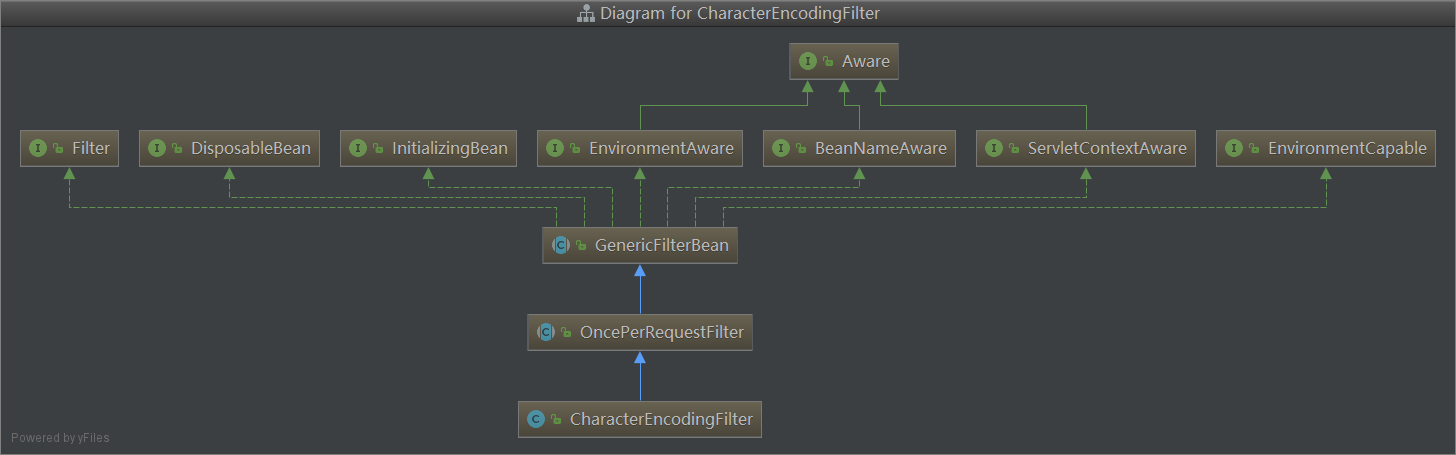 Diagram for CharacterEncodingFilter
I Aware
I Filter
I DisposableBean
I InitializingBean
I EnvironmentAware
I BeanNameAware
I ServletContextAware
I EnvironmentCapable
C GenericFilterBean
C OncePerRequestFilter
C CharacterEncodingFilter
Powered by yFiles